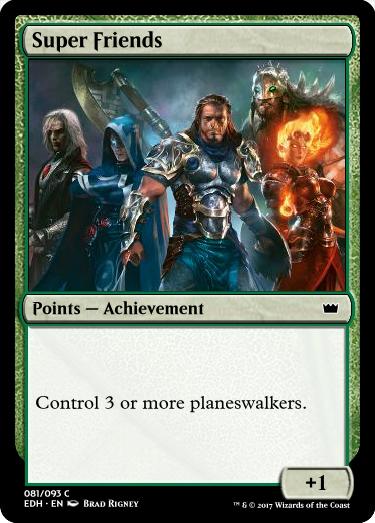 Super Friends
Points — Achievement
Control 3 or more planeswalkers.
+1
081/093 C
EDH • EN BRAD RIGNEY
™ & © 2017 Wizards of the Coast